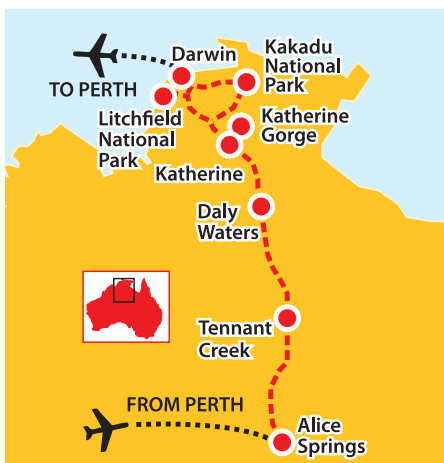 Darwin
TO PERTH
Kakadu
National
Park
Litchfield
National
Park
Katherine
Gorge
Katherine
Daly
Waters
Tennant
Creek
FROM PERTH
Alice
Springs